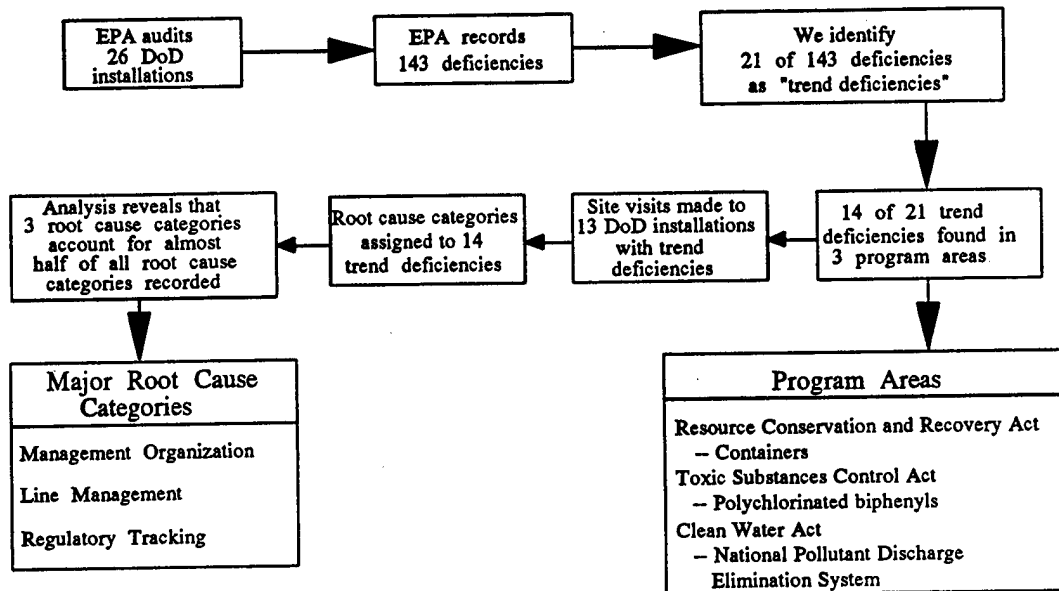 EPA audits
26 DoD
installations
EPA records
143 deficiencies
We identify
21 of 143 deficiencies
as "trend deficiencies"
14 of 21 trend
deficiencies found in
3 program areas
Site visits made to
13 DoD installations
with trend
deficiencies
Root cause categories
assigned to 14
trend deficiencies
Analysis reveals that
3 root cause categories
account for almost
half of all root cause
categories recorded
Major Root Cause
Categories
Management Organization
Line Management
Regulatory Tracking
Program Areas
Resource Conservation and Recovery Act
– Containers
Toxic Substances Control Act
– Polychlorinated biphenyls
Clean Water Act
– National Pollutant Discharge
Elimination System